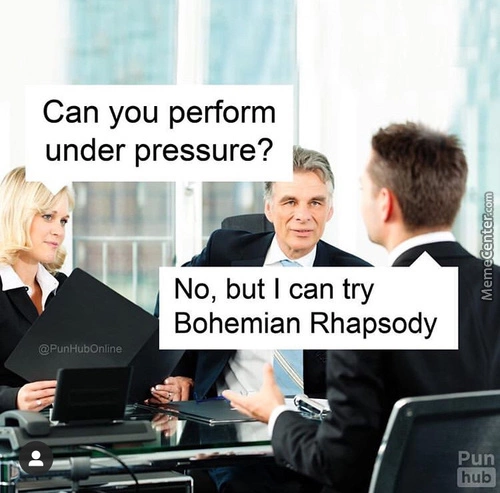 Can you perform
under pressure?
No, but I can try
Bohemian Rhapsody
@PunHubOnline
MemeCenter.com
Pun
hub